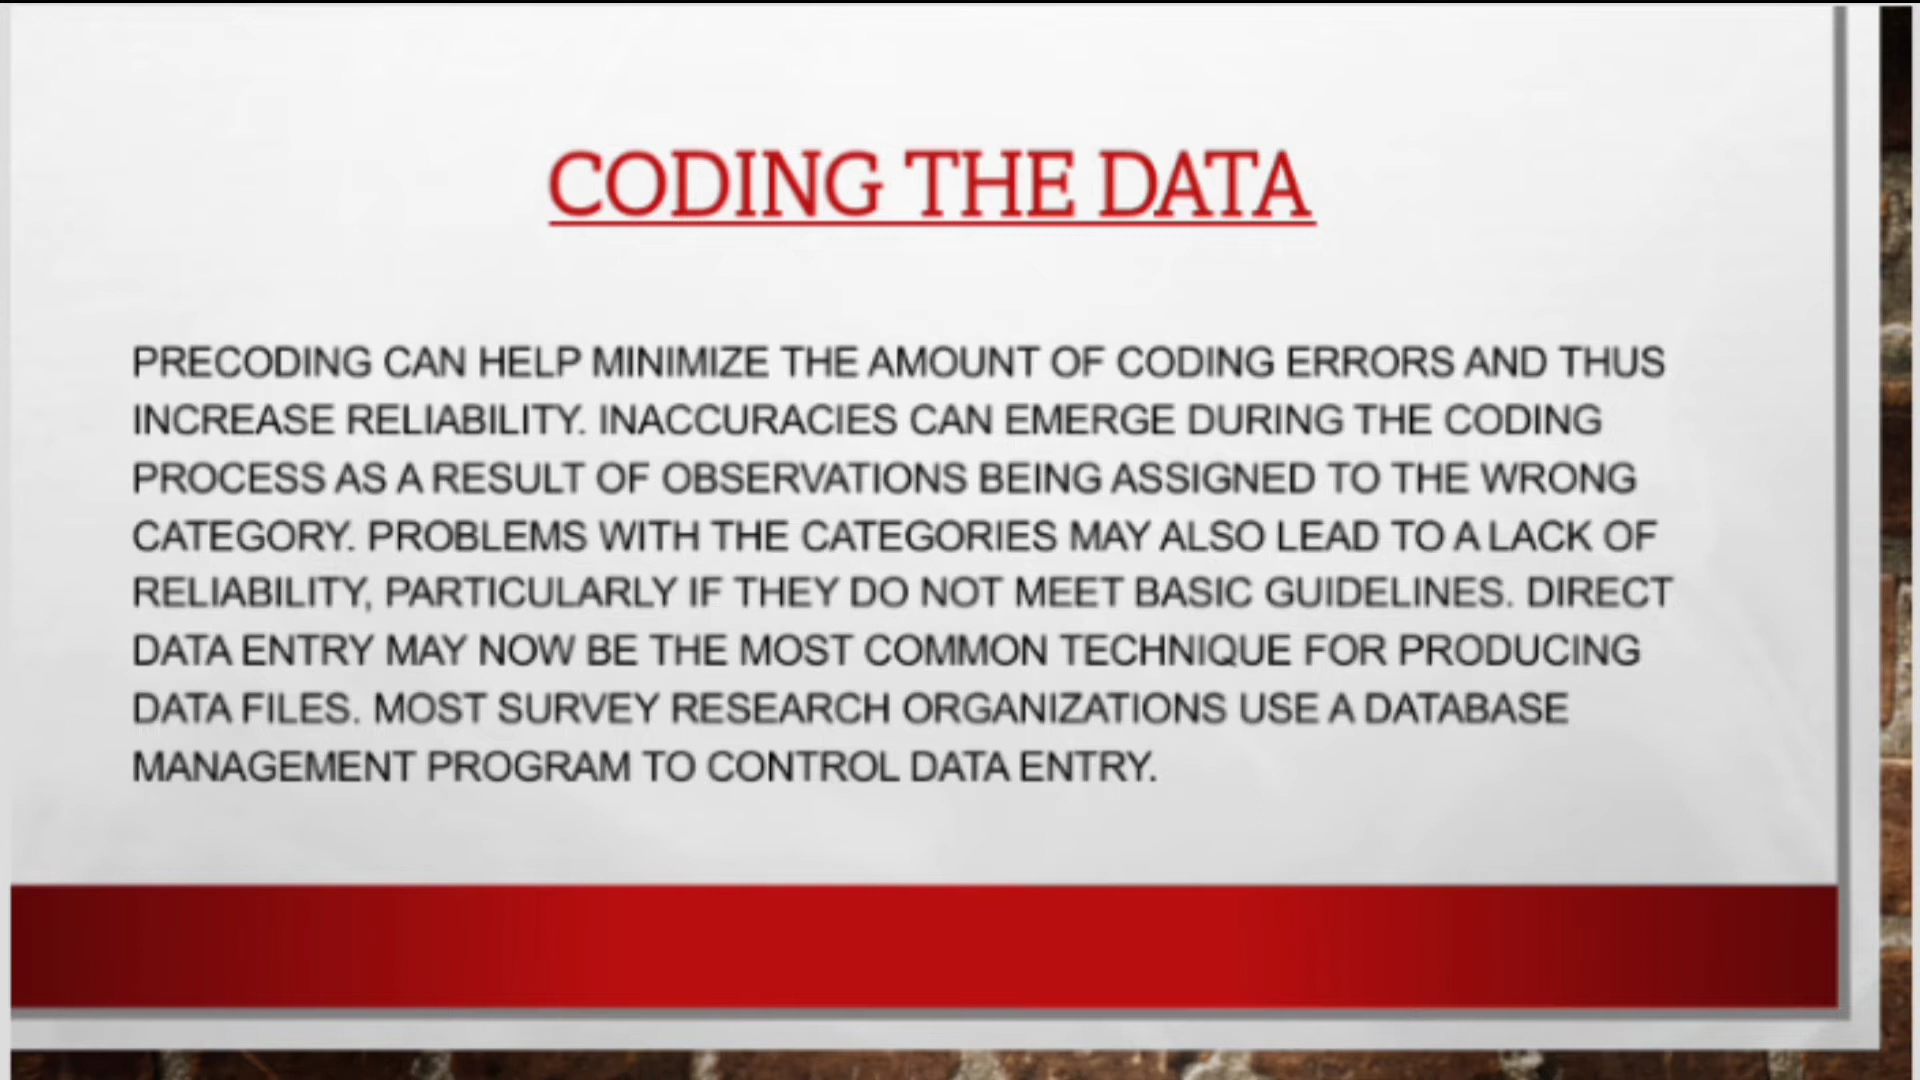 CODING THE DATA
PRECODING CAN HELP MINIMIZE THE AMOUNT OF CODING ERRORS AND THUS
INCREASE RELIABILITY. INACCURACIES CAN EMERGE DURING THE CODING
PROCESS AS A RESULT OF OBSERVATIONS BEING ASSIGNED TO THE WRONG
CATEGORY. PROBLEMS WITH THE CATEGORIES MAY ALSO LEAD TO A LACK OF
RELIABILITY, PARTICULARLY IF THEY DO NOT MEET BASIC GUIDELINES. DIRECT
DATA ENTRY MAY NOW BE THE MOST COMMON TECHNIQUE FOR PRODUCING
DATA FILES. MOST SURVEY RESEARCH ORGANIZATIONS USE A DATABASE
MANAGEMENT PROGRAM TO CONTROL DATA ENTRY.